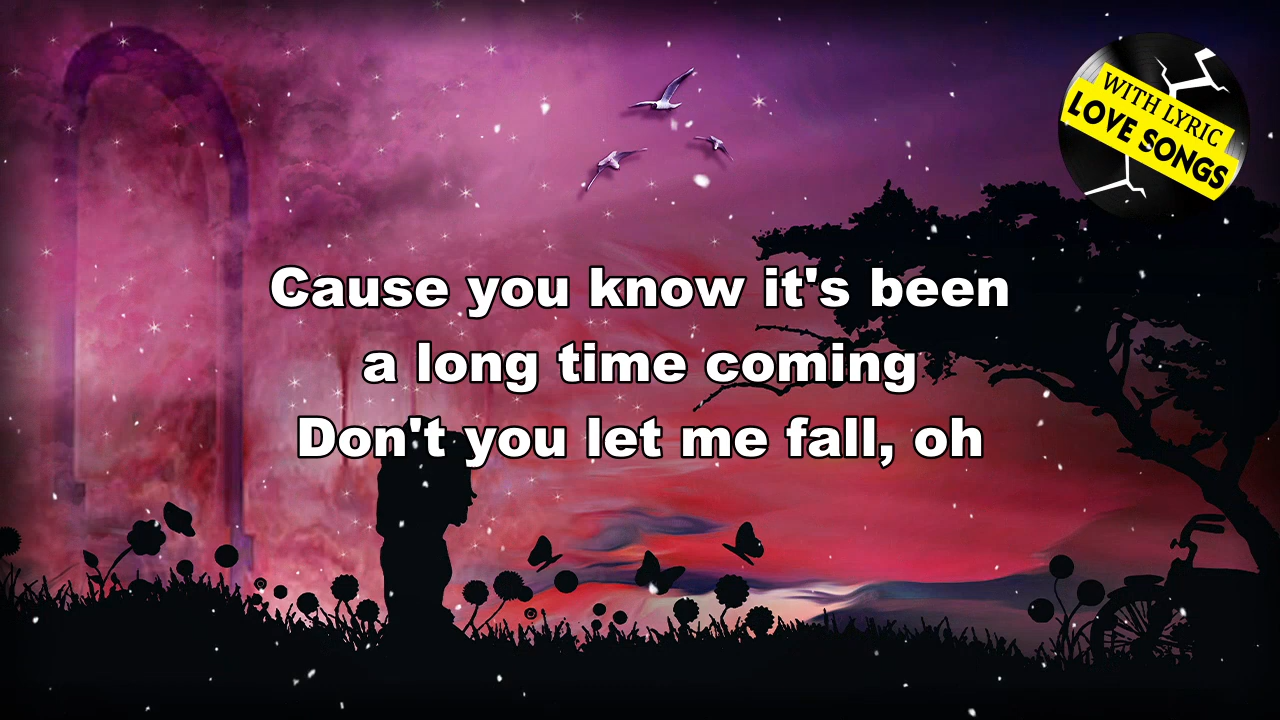 WITH LYRIC
LOVE SONGS
Cause you know it's been
a long time coming
Don't you let me fall, oh